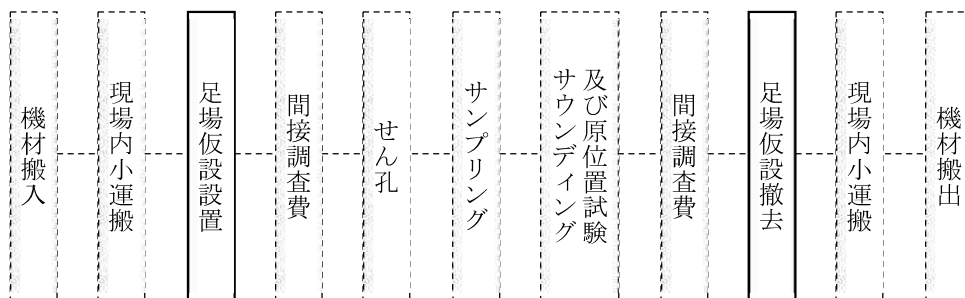 機材搬入
現場内小運搬
足場仮設設置
間接調査費
せん孔
サンプリング
サウンディング
及び原位置試験
間接調査費
足場仮設撤去
現場内小運搬
機材搬出